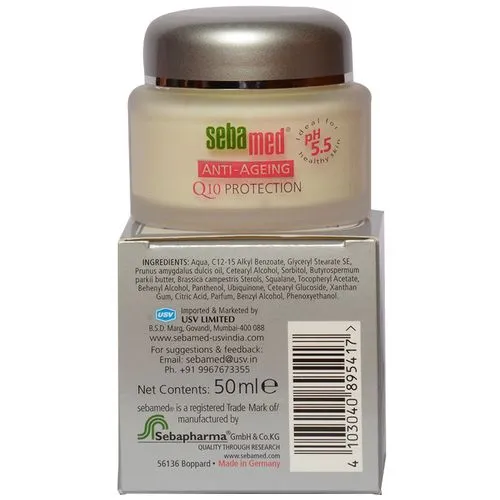 sebamed®
ANTI-AGEING
Q10 PROTECTION
ideal for
pH
5.5
healthy skin
INGREDIENTS: Aqua, C12-15 Alkyl Benzoate, Glyceryl Stearate SE,
Prunus amygdalus dulcis oil, Cetearyl Alcohol, Sorbitol, Butyrospermum
parkii butter, Brassica campestris Sterols, Squalane, Tocopheryl Acetate,
Behenyl Alcohol, Panthenol, Ubiquinone, Cetearyl Glucoside, Xanthan
Gum, Citric Acid, Parfum, Benzyl Alcohol, Phenoxyethanol.
USV
Imported & Marketed by
USV LIMITED
B.S.D. Marg, Govandi, Mumbai-400 088
www.sebamed-usvindia.com
For suggestions & feedback:
Email: sebamed@usv.in
Ph. +91 9967673355
Net Contents: 50ml℮
sebamed® is a registered Trade Mark of/
manufactured by
Sebapharma® GmbH & Co.KG
QUALITY THROUGH RESEARCH
www.sebamed.com
56136 Boppard • Made in Germany
4 103040 895417 >